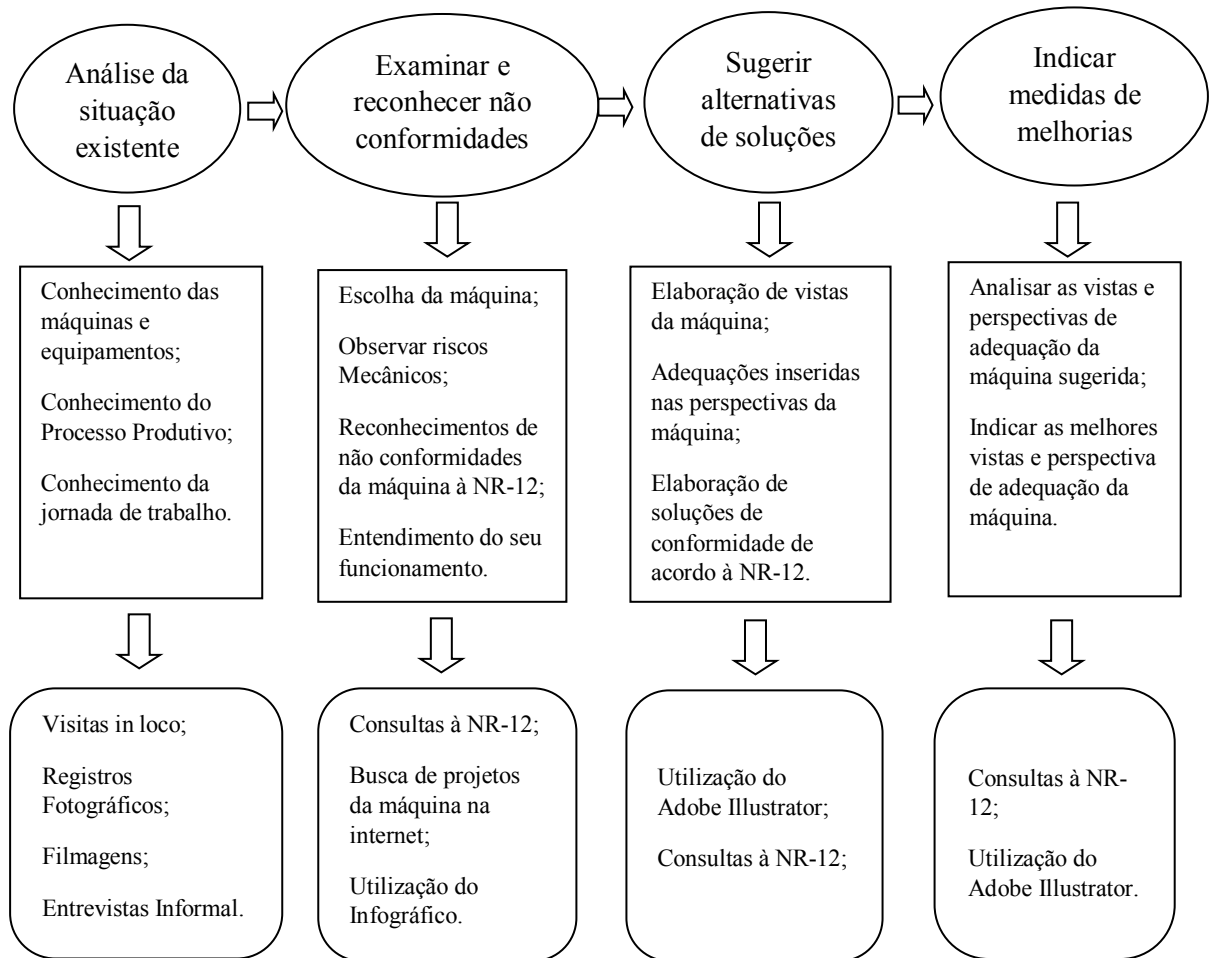 Análise da
situação
existente
Examinar e
reconhecer não
conformidades
Sugerir
alternativas
de soluções
Indicar
medidas de
melhorias
Conhecimento das
máquinas e
equipamentos;
Conhecimento do
Processo Produtivo;
Conhecimento da
jornada de trabalho.
Escolha da máquina;
Observar riscos
Mecânicos;
Reconhecimentos de
não conformidades
da máquina à NR-12;
Entendimento do seu
funcionamento.
Elaboração de vistas
da máquina;
Adequações inseridas
nas perspectivas da
máquina;
Elaboração de
soluções de
conformidade de
acordo à NR-12.
Analisar as vistas e
perspectivas de
adequação da
máquina sugerida;
Indicar as melhores
vistas e perspectiva
de adequação da
máquina.
Visitas in loco;
Registros
Fotográficos;
Filmagens;
Entrevistas Informal.
Consultas à NR-12;
Busca de projetos
da máquina na
internet;
Utilização do
Infográfico.
Utilização do
Adobe Illustrator;
Consultas à NR-12;
Consultas à NR-
12;
Utilização do
Adobe Illustrator.